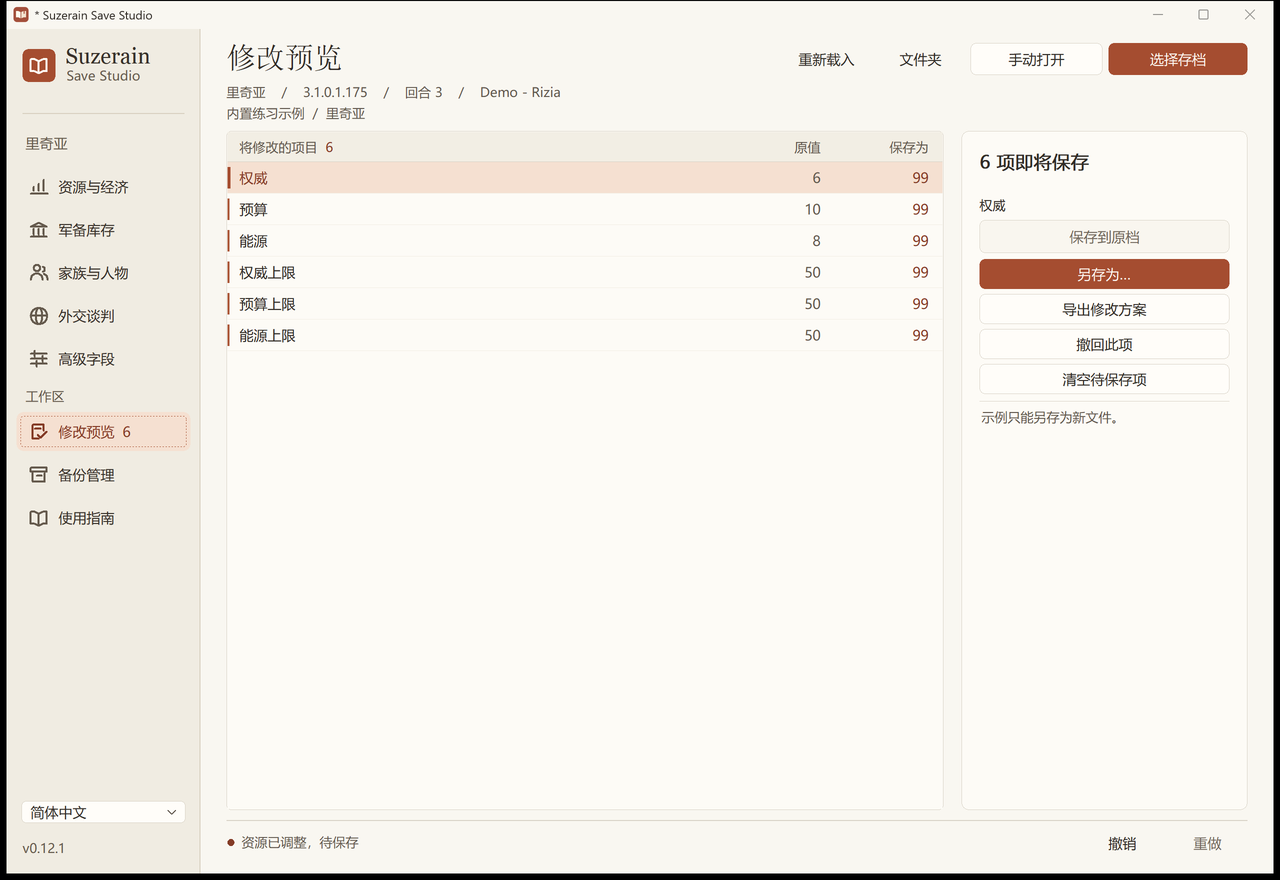 * Suzerain Save Studio
Suzerain
Save Studio
里奇亚
资源与经济
军备库存
家族与人物
外交谈判
高级字段
工作区
修改预览 6
备份管理
使用指南
简体中文
v0.12.1
修改预览
重新载入 文件夹 手动打开 选择存档
里奇亚 / 3.1.0.1.175 / 回合 3 / Demo - Rizia
内置练习示例 / 里奇亚
将修改的项目 6 原值 保存为
权威 6 99
预算 10 99
能源 8 99
权威上限 50 99
预算上限 50 99
能源上限 50 99
6 项即将保存
权威
保存到原档
另存为...
导出修改方案
撤回此项
清空待保存项
示例只能另存为新文件。
资源已调整，待保存
撤销 重做